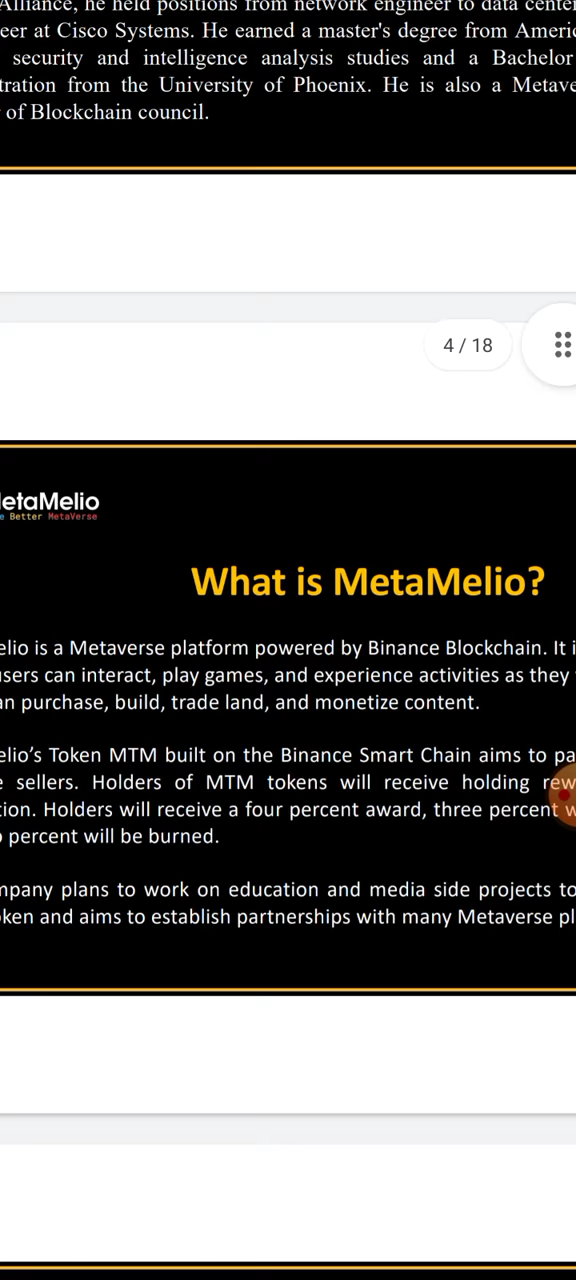 Alliance, he held positions from network engineer to data center
eer at Cisco Systems. He earned a master's degree from Americ
security and intelligence analysis studies and a Bachelor
tration from the University of Phoenix. He is also a Metave
of Blockchain council.
4 / 18
MetaMelio
e Better MetaVerse
What is MetaMelio?
elio is a Metaverse platform powered by Binance Blockchain. It i
users can interact, play games, and experience activities as they
an purchase, build, trade land, and monetize content.
elio's Token MTM built on the Binance Smart Chain aims to pa
e sellers. Holders of MTM tokens will receive holding rew
tion. Holders will receive a four percent award, three percent w
o percent will be burned.
mpany plans to work on education and media side projects to
oken and aims to establish partnerships with many Metaverse pl